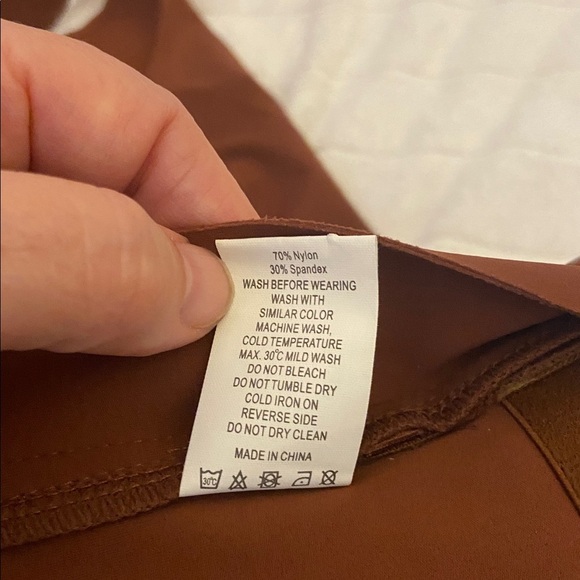 70% Nylon
30% Spandex
WASH BEFORE WEARING
WASH WITH
SIMILAR COLOR
MACHINE WASH,
COLD TEMPERATURE
MAX. 30℃ MILD WASH
DO NOT BLEACH
DO NOT TUMBLE DRY
COLD IRON ON
REVERSE SIDE
DO NOT DRY CLEAN
MADE IN CHINA
30℃